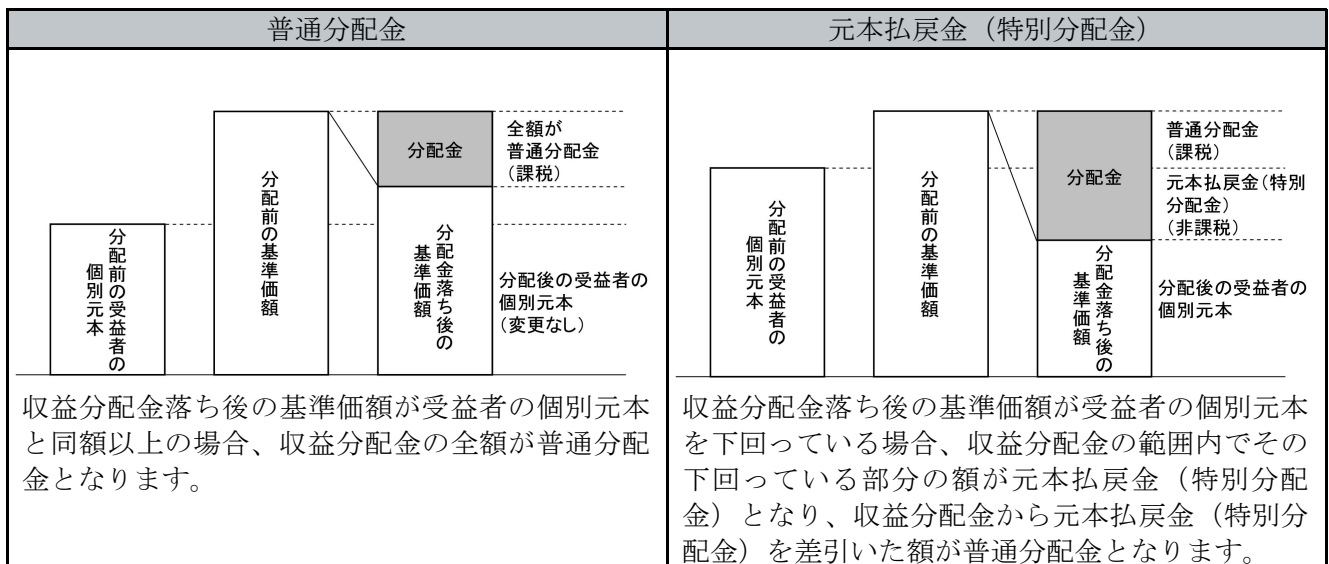 普通分配金
分配前の受益者の
個別元本
分配前の基準価額
分配金
分配金落ち後の
基準価額
全額が
普通分配金
(課税)
分配後の受益者の
個別元本
(変更なし)
収益分配金落ち後の基準価額が受益者の個別元本
と同額以上の場合、収益分配金の全額が普通分配
金となります。
元本払戻金（特別分配金）
分配前の受益者の
個別元本
分配前の基準価額
分配金
分配金落ち後の
基準価額
普通分配金
(課税)
元本払戻金(特別
分配金)
(非課税)
分配後の受益者の
個別元本
収益分配金落ち後の基準価額が受益者の個別元本
を下回っている場合、収益分配金の範囲内でその
下回っている部分の額が元本払戻金（特別分配
金）となり、収益分配金から元本払戻金（特別分
配金）を差引いた額が普通分配金となります。